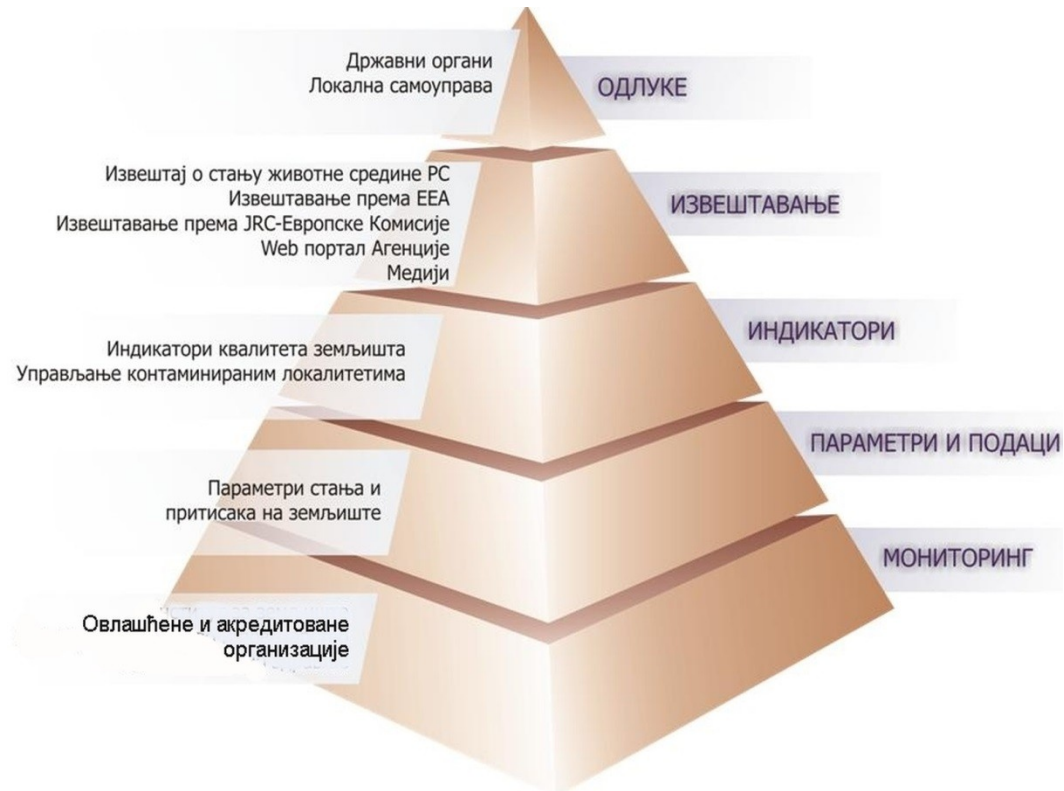 Државни органи
Локална самоуправа
ОДЛУКЕ
Извештај о стању животне средине РС
Извештавање према ЕЕА
Извештавање према JRC-Европске Комисије
Web портал Агенције
Медији
ИЗВЕШТАВАЊЕ
Индикатори квалитета земљишта
Управљање контаминираним локалитетима
ИНДИКАТОРИ
Параметри стања и
притисака на земљиште
ПАРАМЕТРИ И ПОДАЦИ
Овлашћене и акредитоване
организације
МОНИТОРИНГ